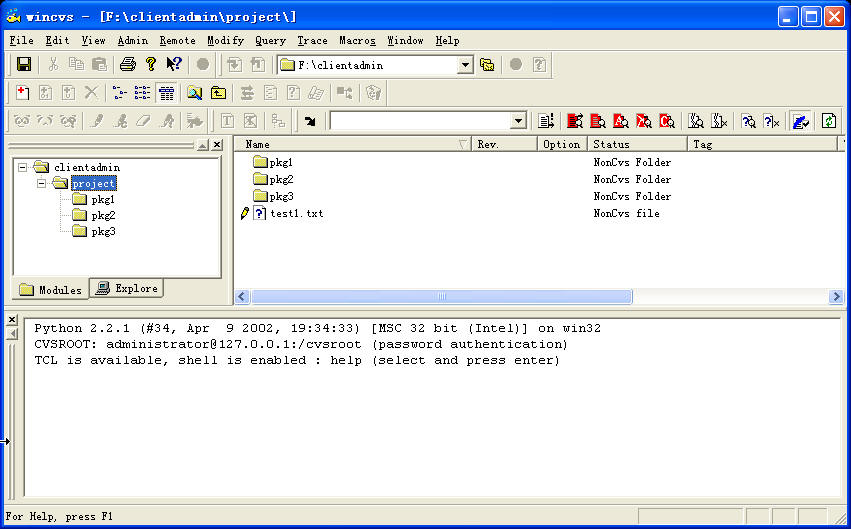 wincvs - [F:\clientadmin\project\]
File Edit View Admin Remote Modify Query Trace Macros Window Help
F:\clientadmin
Name Rev. Option Status Tag
pkg1 NonCvs Folder
pkg2 NonCvs Folder
pkg3 NonCvs Folder
test1.txt NonCvs file
clientadmin
project
pkg1
pkg2
pkg3
Modules Explore
Python 2.2.1 (#34, Apr  9 2002, 19:34:33) [MSC 32 bit (Intel)] on win32
CVSROOT: administrator@127.0.0.1:/cvsroot (password authentication)
TCL is available, shell is enabled : help (select and press enter)
For Help, press F1